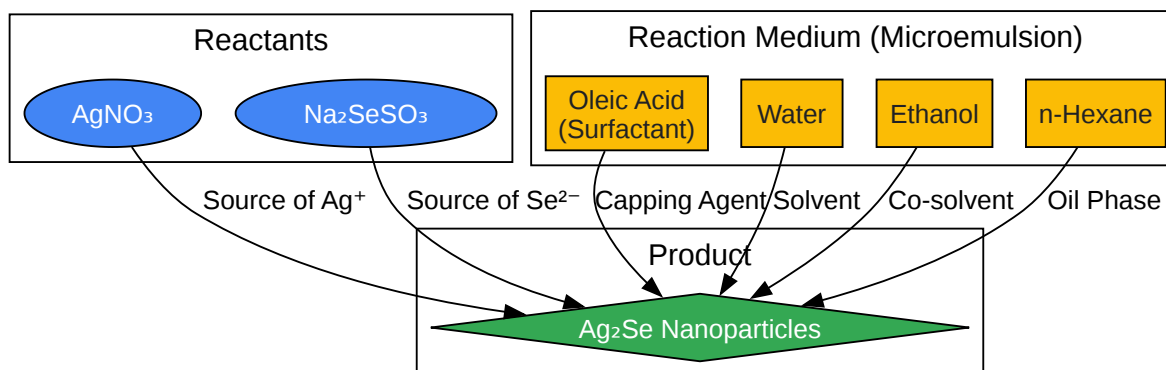 Reactants
Reaction Medium (Microemulsion)
AgNO₃
Na₂SeSO₃
Oleic Acid
(Surfactant)
Water
Ethanol
n-Hexane
Source of Ag⁺
Source of Se²⁻
Capping Agent
Solvent
Co-solvent
Oil Phase
Product
Ag₂Se Nanoparticles